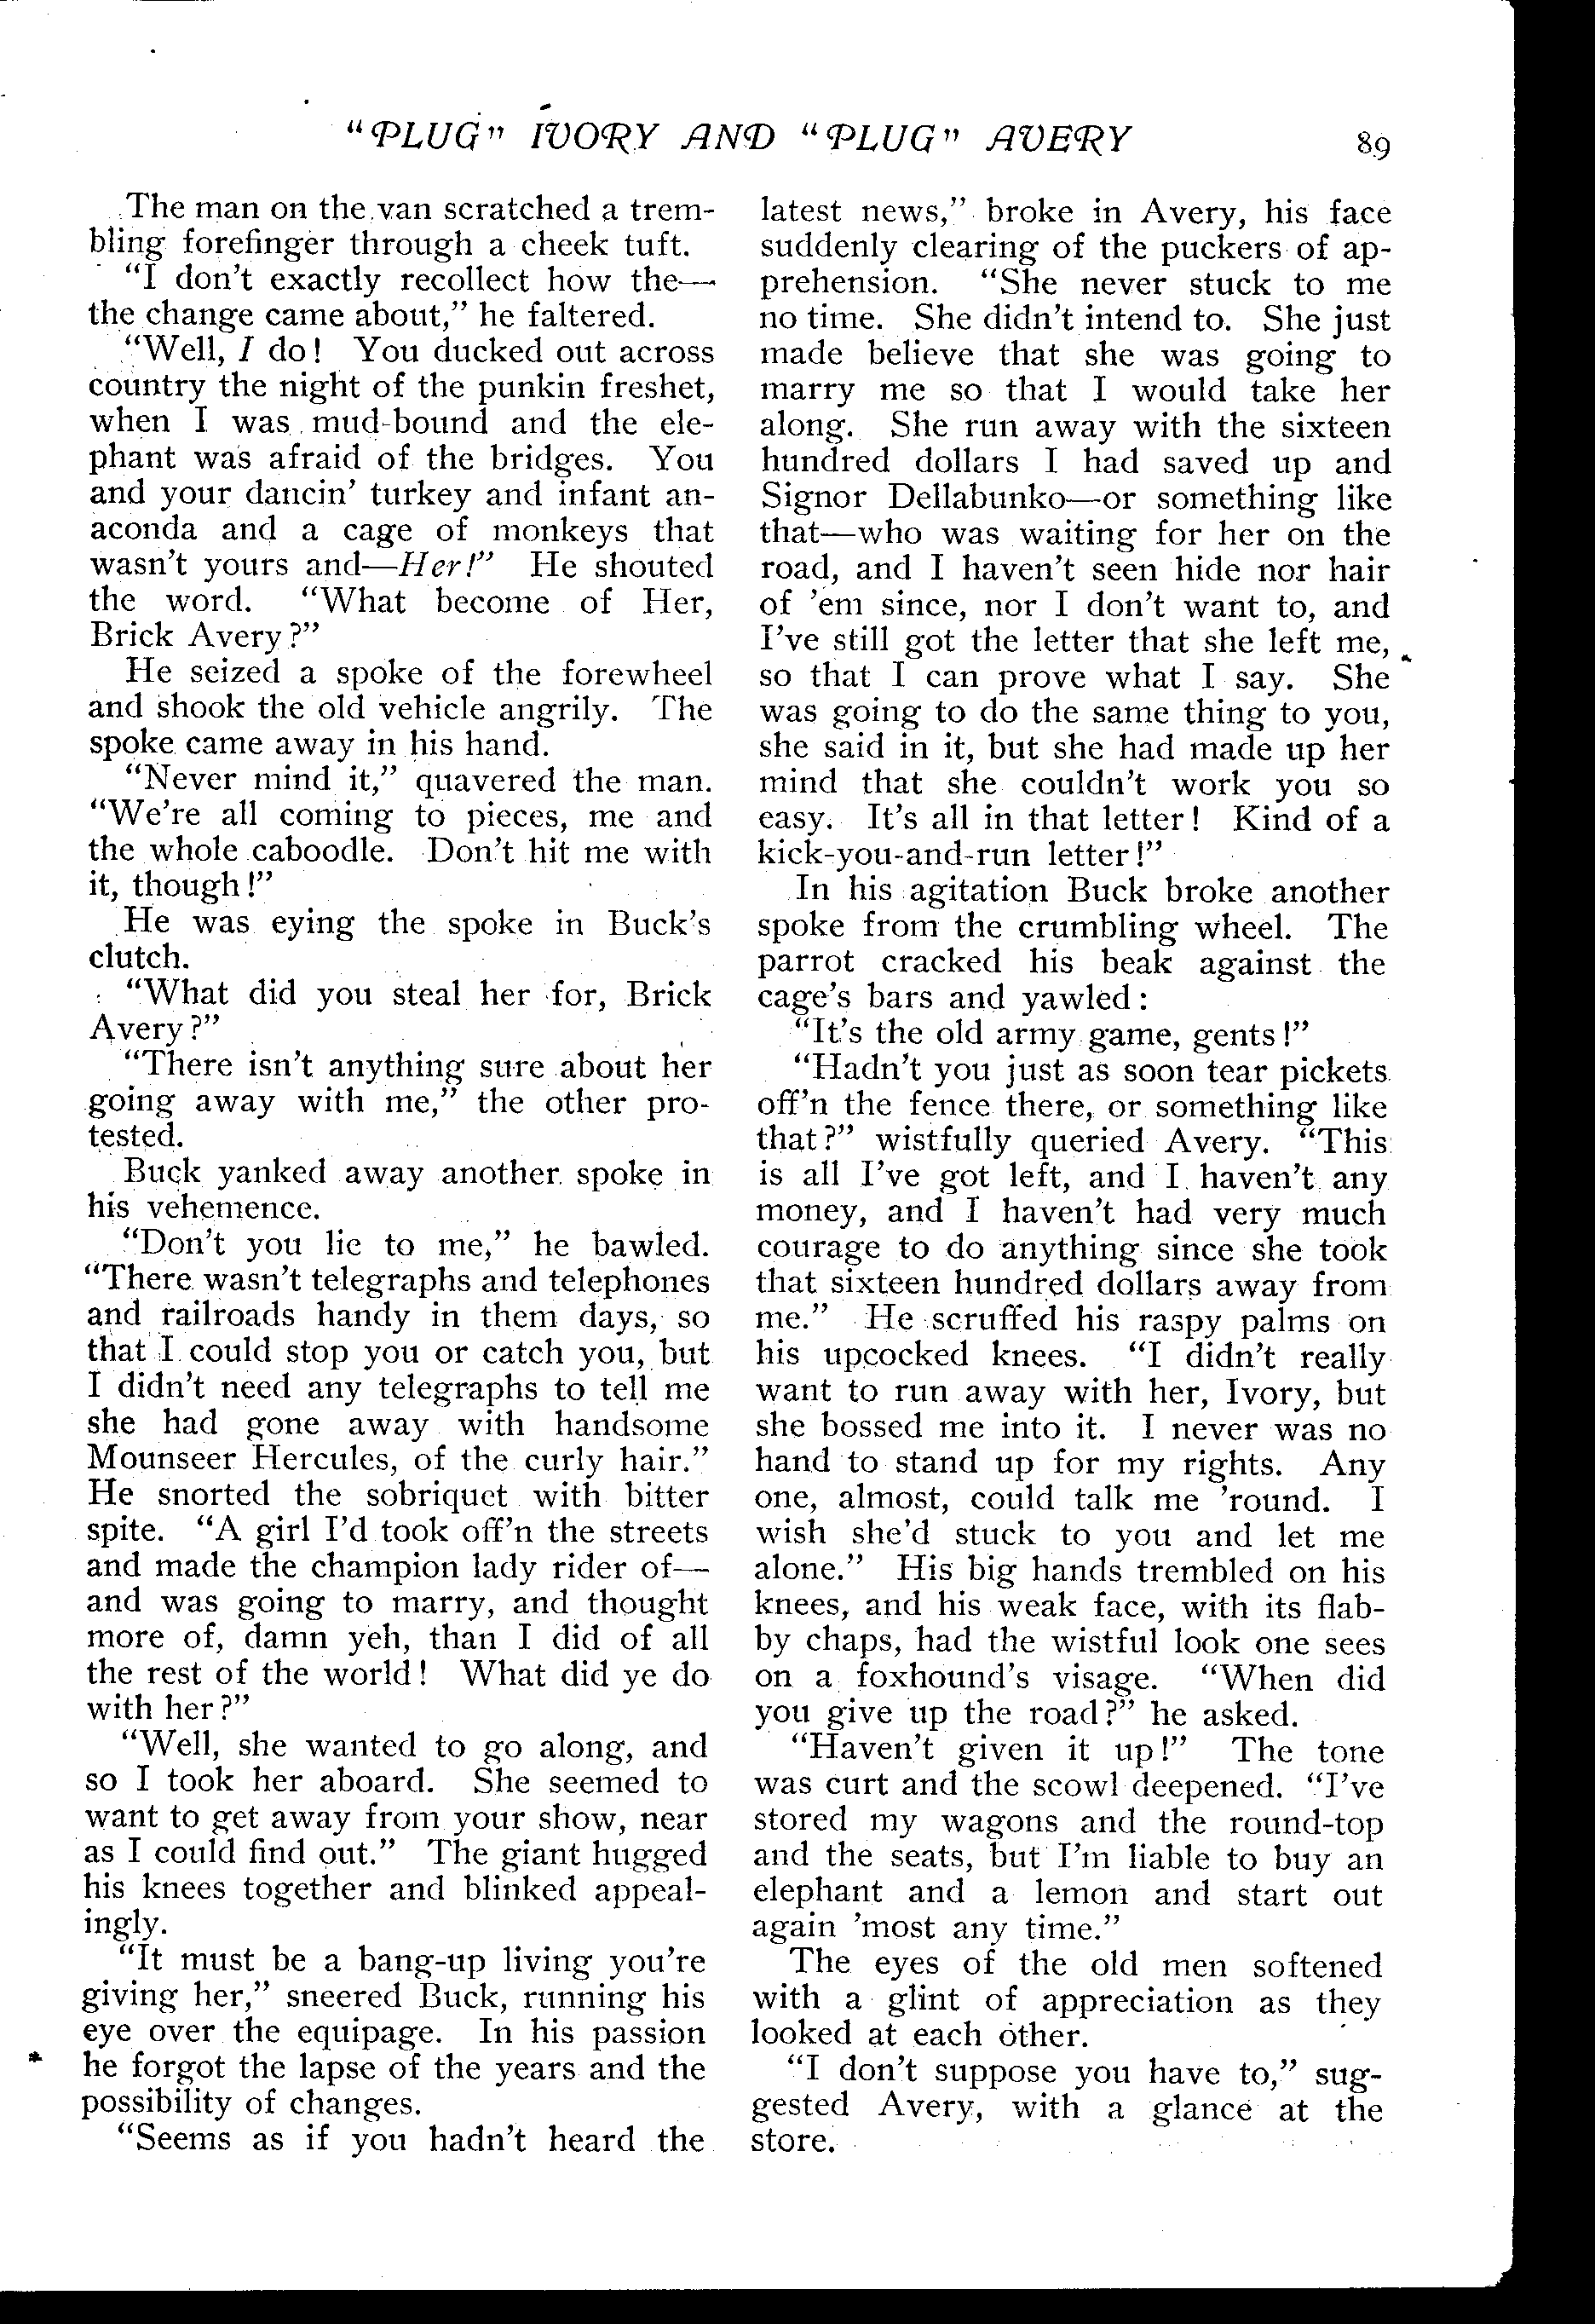 "PLUG" IVORY AND "PLUG" AVERY
89
The man on the van scratched a trem-
bling forefinger through a cheek tuft.
"I don't exactly recollect how the—
the change came about," he faltered.
"Well, I do! You ducked out across
country the night of the punkin freshet,
when I was mud-bound and the ele-
phant was afraid of the bridges. You
and your dancin' turkey and infant an-
aconda and a cage of monkeys that
wasn't yours and—Her!" He shouted
the word. "What become of Her,
Brick Avery?"
He seized a spoke of the forewheel
and shook the old vehicle angrily. The
spoke came away in his hand.
"Never mind it," quavered the man.
"We're all coming to pieces, me and
the whole caboodle. Don't hit me with
it, though!"
He was eying the spoke in Buck's
clutch.
"What did you steal her for, Brick
Avery?"
"There isn't anything sure about her
going away with me," the other pro-
tested.
Buck yanked away another spoke in
his vehemence.
"Don't you lie to me," he bawled.
"There wasn't telegraphs and telephones
and railroads handy in them days, so
that I could stop you or catch you, but
I didn't need any telegraphs to tell me
she had gone away with handsome
Mounseer Hercules, of the curly hair."
He snorted the sobriquet with bitter
spite. "A girl I'd took off'n the streets
and made the champion lady rider of—
and was going to marry, and thought
more of, damn yeh, than I did of all
the rest of the world! What did ye do
with her?"
"Well, she wanted to go along, and
so I took her aboard. She seemed to
want to get away from your show, near
as I could find out." The giant hugged
his knees together and blinked appeal-
ingly.
"It must be a bang-up living you're
giving her," sneered Buck, running his
eye over the equipage. In his passion
he forgot the lapse of the years and the
possibility of changes.
"Seems as if you hadn't heard the
latest news," broke in Avery, his face
suddenly clearing of the puckers of ap-
prehension. "She never stuck to me
no time. She didn't intend to. She just
made believe that she was going to
marry me so that I would take her
along. She run away with the sixteen
hundred dollars I had saved up and
Signor Dellabunko—or something like
that—who was waiting for her on the
road, and I haven't seen hide nor hair
of 'em since, nor I don't want to, and
I've still got the letter that she left me,
so that I can prove what I say. She
was going to do the same thing to you,
she said in it, but she had made up her
mind that she couldn't work you so
easy. It's all in that letter! Kind of a
kick-you-and-run letter!"
In his agitation Buck broke another
spoke from the crumbling wheel. The
parrot cracked his beak against the
cage's bars and yawled:
"It's the old army game, gents!"
"Hadn't you just as soon tear pickets
off'n the fence there, or something like
that?" wistfully queried Avery. "This
is all I've got left, and I haven't any
money, and I haven't had very much
courage to do anything since she took
that sixteen hundred dollars away from
me." He scruffed his raspy palms on
his upcocked knees. "I didn't really
want to run away with her, Ivory, but
she bossed me into it. I never was no
hand to stand up for my rights. Any
one, almost, could talk me 'round. I
wish she'd stuck to you and let me
alone." His big hands trembled on his
knees, and his weak face, with its flab-
by chaps, had the wistful look one sees
on a foxhound's visage. "When did
you give up the road?" he asked.
"Haven't given it up!" The tone
was curt and the scowl deepened. "I've
stored my wagons and the round-top
and the seats, but I'm liable to buy an
elephant and a lemon and start out
again 'most any time."
The eyes of the old men softened
with a glint of appreciation as they
looked at each other.
"I don't suppose you have to," sug-
gested Avery, with a glance at the
store.